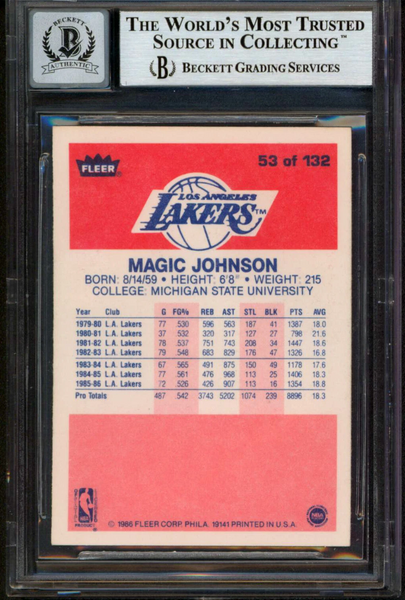 BECKETT
B
AUTHENTIC
THE WORLD'S MOST TRUSTED
SOURCE IN COLLECTING™
B BECKETT GRADING SERVICES
FLEER
53 of 132
LOS ANGELES
LAKERS™
MAGIC JOHNSON
BORN: 8/14/59 • HEIGHT: 6'8" • WEIGHT: 215
COLLEGE: MICHIGAN STATE UNIVERSITY
Year Club G FG% REB AST STL BLK PTS AVG
1979-80 L.A. Lakers 77 .530 596 563 187 41 1387 18.0
1980-81 L.A. Lakers 37 .532 320 317 127 27 798 21.6
1981-82 L.A. Lakers 78 .537 751 743 208 34 1447 18.6
1982-83 L.A. Lakers 79 .548 683 829 176 47 1326 16.8
1983-84 L.A. Lakers 67 .565 491 875 150 49 1178 17.6
1984-85 L.A. Lakers 77 .561 476 968 113 25 1406 18.3
1985-86 L.A. Lakers 72 .526 426 907 113 16 1354 18.8
Pro Totals 487 .542 3743 5202 1074 239 8896 18.3
NBA
© 1986 FLEER CORP. PHILA. 19141 PRINTED IN U.S.A.
NBA